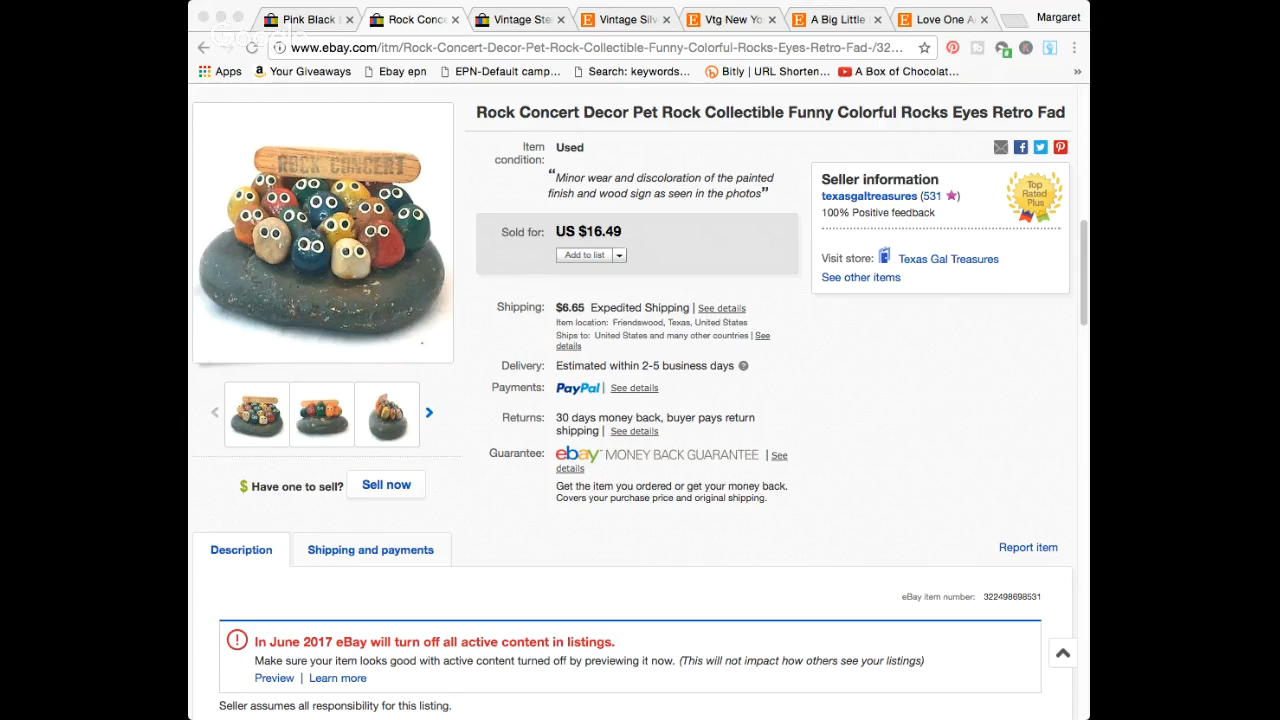 Pink Black
Rock Conce
Vintage Ste
Vintage Silv
Vtg New Yo
A Big Little
Love One A
Margaret
www.ebay.com/itm/Rock-Concert-Decor-Pet-Rock-Collectible-Funny-Colorful-Rocks-Eyes-Retro-Fad-/32...
Apps
Your Giveaways
Ebay epn
EPN-Default camp...
Search: keywords...
Bitly | URL Shorten...
A Box of Chocolat...
»
Rock Concert Decor Pet Rock Collectible Funny Colorful Rocks Eyes Retro Fad
ROCK CONCERT
Item condition: Used
“Minor wear and discoloration of the painted
finish and wood sign as seen in the photos”
Sold for: US $16.49
Add to list
Shipping: $6.65 Expedited Shipping | See details
Item location: Friendswood, Texas, United States
Ships to: United States and many other countries | See
details
Delivery: Estimated within 2-5 business days
Payments: PayPal | See details
Returns: 30 days money back, buyer pays return
shipping | See details
Guarantee: ebay MONEY BACK GUARANTEE | See
details
Get the item you ordered or get your money back.
Covers your purchase price and original shipping.
Seller information
texasgaltreasures (531)
100% Positive feedback
Top
Rated
Plus
Visit store: Texas Gal Treasures
See other items
$ Have one to sell? Sell now
Description
Shipping and payments
Report item
eBay item number: 322498698531
In June 2017 eBay will turn off all active content in listings.
Make sure your item looks good with active content turned off by previewing it now. (This will not impact how others see your listings)
Preview | Learn more
Seller assumes all responsibility for this listing.